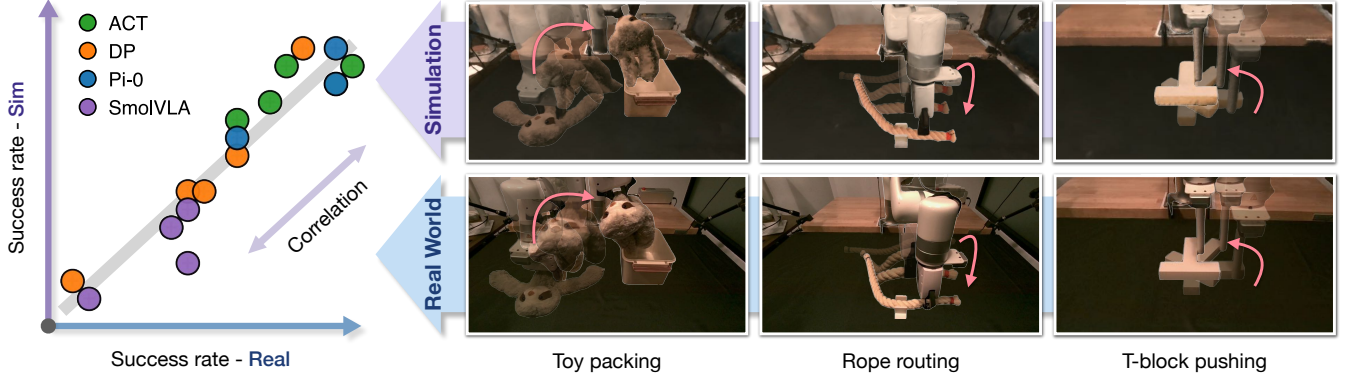 ACT
DP
Pi-0
SmolVLA
Success rate - Sim
Correlation
Success rate - Real
Simulation
Real World
Toy packing
Rope routing
T-block pushing